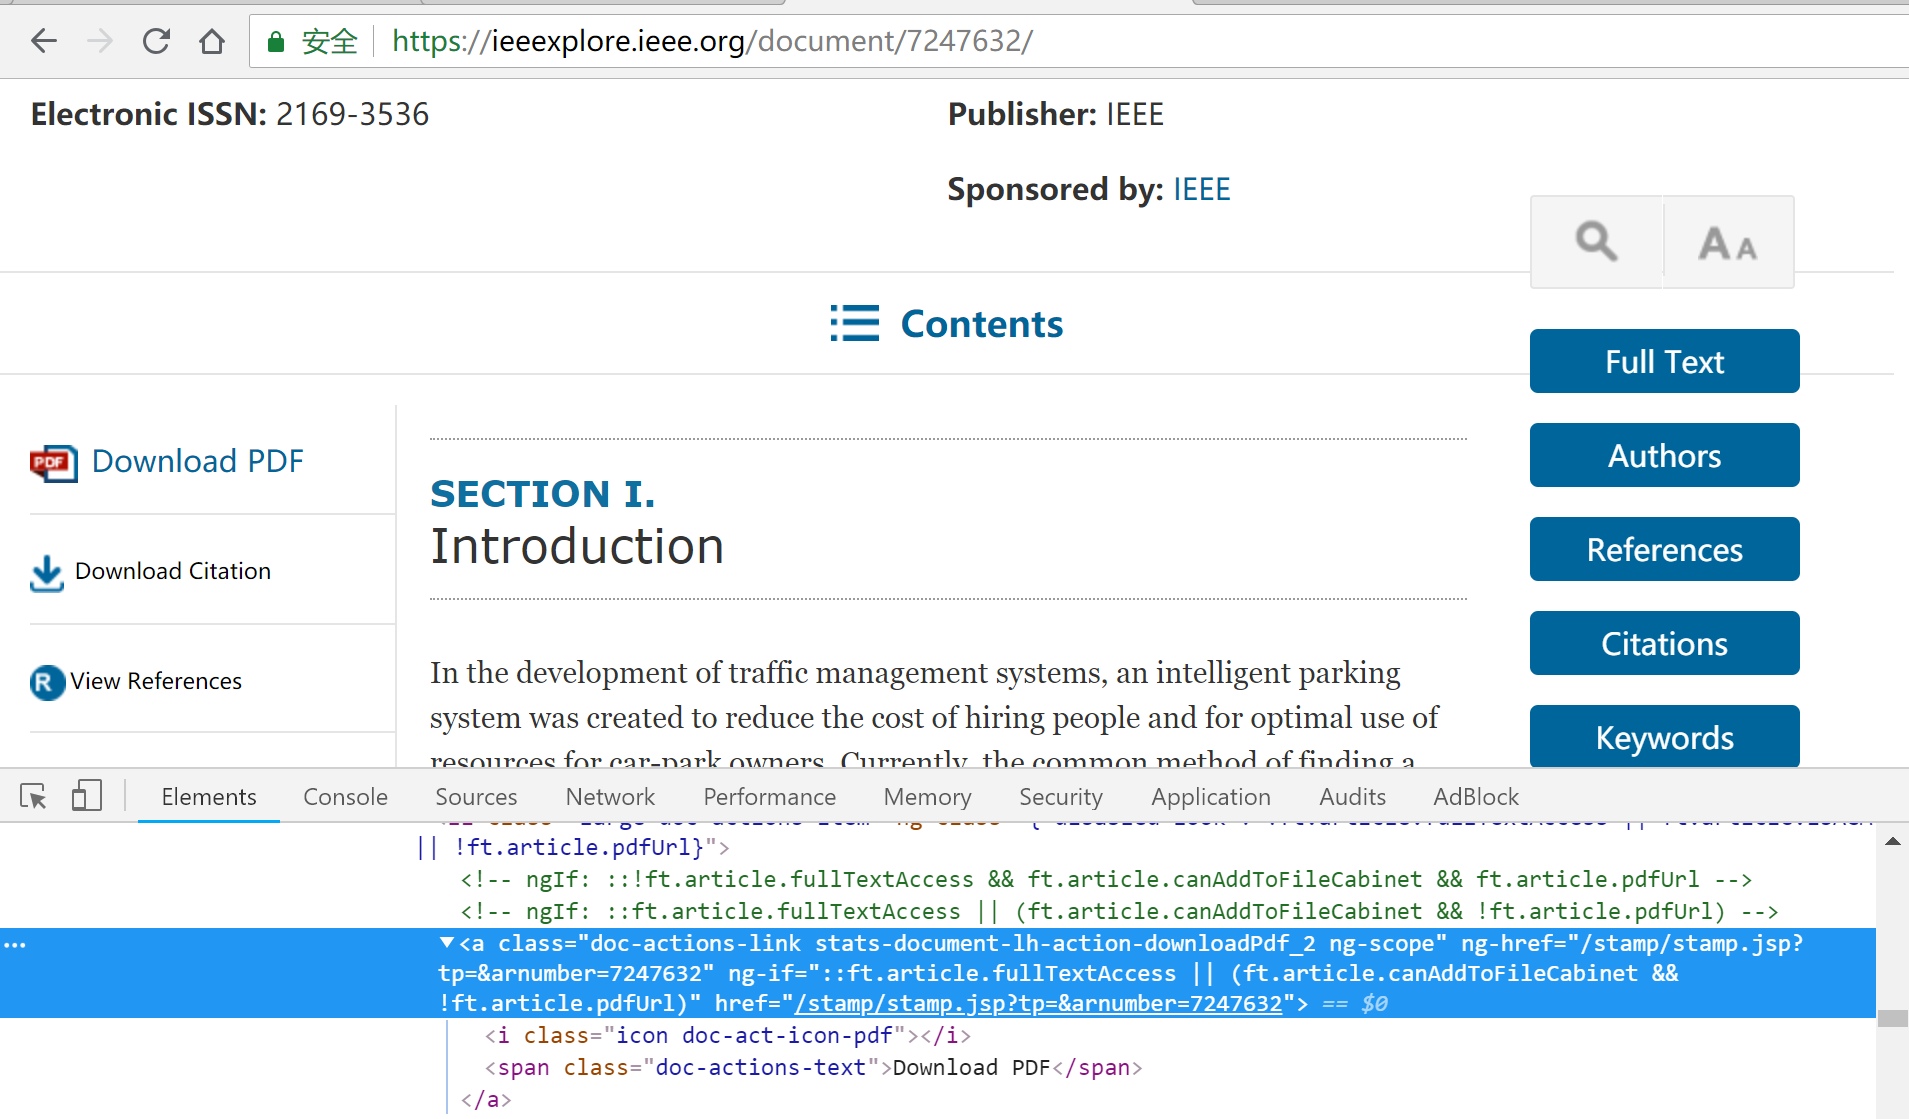 安全 https://ieeexplore.ieee.org/document/7247632/
Electronic ISSN: 2169-3536
Publisher: IEEE
Sponsored by: IEEE
A A
Contents
Full Text
Authors
References
Citations
Keywords
PDF Download PDF
Download Citation
R View References
SECTION I.
Introduction
In the development of traffic management systems, an intelligent parking
system was created to reduce the cost of hiring people and for optimal use of
resources for car-park owners. Currently, the common method of finding a
Elements Console Sources Network Performance Memory Security Application Audits AdBlock
|| !ft.article.pdfUrl}">
<!-- ngIf: ::!ft.article.fullTextAccess && ft.article.canAddToFileCabinet && ft.article.pdfUrl -->
<!-- ngIf: ::ft.article.fullTextAccess || (ft.article.canAddToFileCabinet && !ft.article.pdfUrl) -->
... ▼<a class="doc-actions-link stats-document-lh-action-downloadPdf_2 ng-scope" ng-href="/stamp/stamp.jsp?
tp=&arnumber=7247632" ng-if="::ft.article.fullTextAccess || (ft.article.canAddToFileCabinet &&
!ft.article.pdfUrl)" href="/stamp/stamp.jsp?tp=&arnumber=7247632"> == $0
<i class="icon doc-act-icon-pdf"></i>
<span class="doc-actions-text">Download PDF</span>
</a>